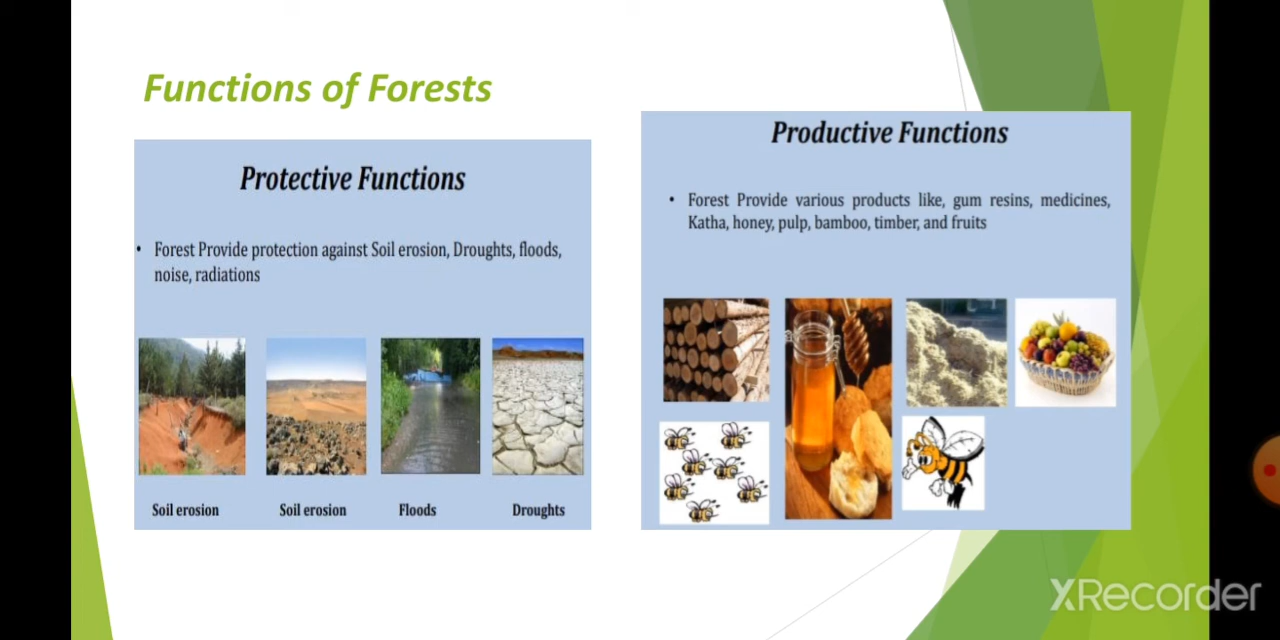 Functions of Forests
Protective Functions
• Forest Provide protection against Soil erosion, Droughts, floods,
noise, radiations
Soil erosion
Soil erosion
Floods
Droughts
Productive Functions
• Forest Provide various products like, gum resins, medicines,
Katha, honey, pulp, bamboo, timber, and fruits
XRecorder